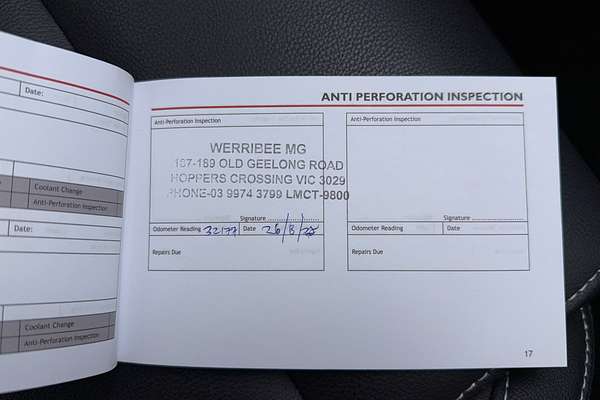 Date:
Coolant Change
Anti-Perforation Inspection
Date:
Coolant Change
Anti-Perforation Inspection
ANTI PERFORATION INSPECTION
Anti-Perforation Inspection
WERRIBEE MG
187-189 OLD GEELONG ROAD
HOPPERS CROSSING VIC 3029
PHONE-03 9974 3799 LMCT-9800
Signature
Odometer Reading 32177 Date 26/8/
Repairs Due
Anti-Perforation Inspection
Signature
Odometer Reading Date
Repairs Due
17